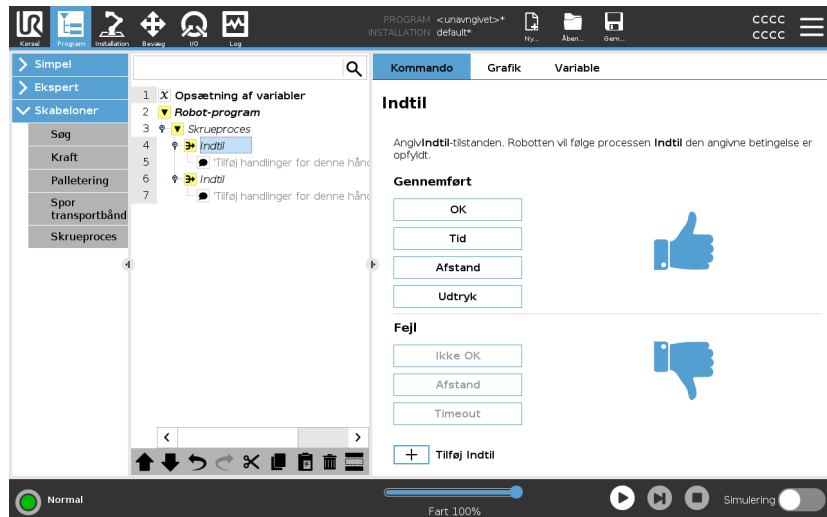 UR
Kørsel
Program
Installation
Bevæg
I/O
Log
PROGRAM <unavngivet>*
INSTALLATION default*
Ny...
Åben...
Gem...
CCCC
CCCC
Simpel
Ekspert
Skabeloner
Søg
Kraft
Palletering
Spor
transportbånd
Skrueproces
1 X Opsætning af variabler
2 Robot-program
3 Skrueproces
4 Indtil
5 'Tilføj handlinger for denne hånd
6 Indtil
7 'Tilføj handlinger for denne hånd
Kommando Grafik Variable
Indtil
AngivIndtil-tilstanden. Robotten vil følge processen Indtil den angivne betingelse er
opfyldt.
Gennemført
OK
Tid
Afstand
Udtryk
Fejl
Ikke OK
Afstand
Timeout
+ Tilføj Indtil
Normal
Fart 100%
Simulering